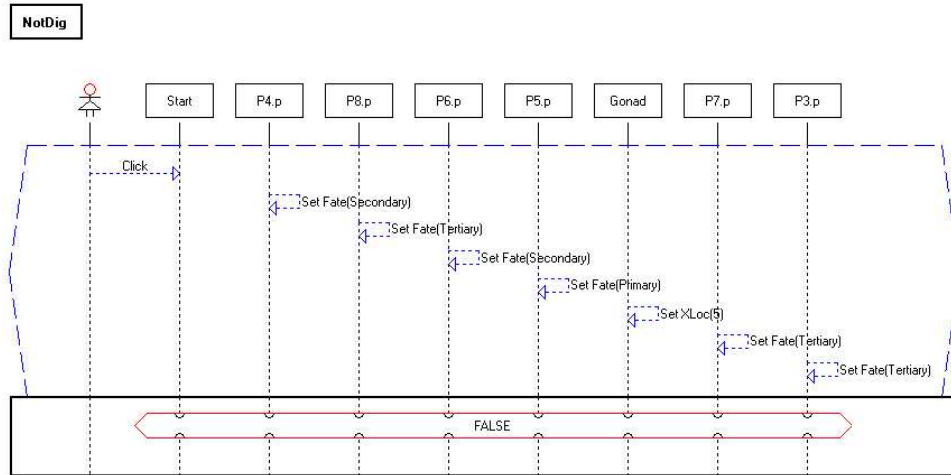 NotDig
Start P4.p P8.p P6.p P5.p Gonad P7.p P3.p
Click
Set Fate(Secondary)
Set Fate(Tertiary)
Set Fate(Secondary)
Set Fate(Primary)
Set XLoc(5)
Set Fate(Tertiary)
Set Fate(Tertiary)
FALSE